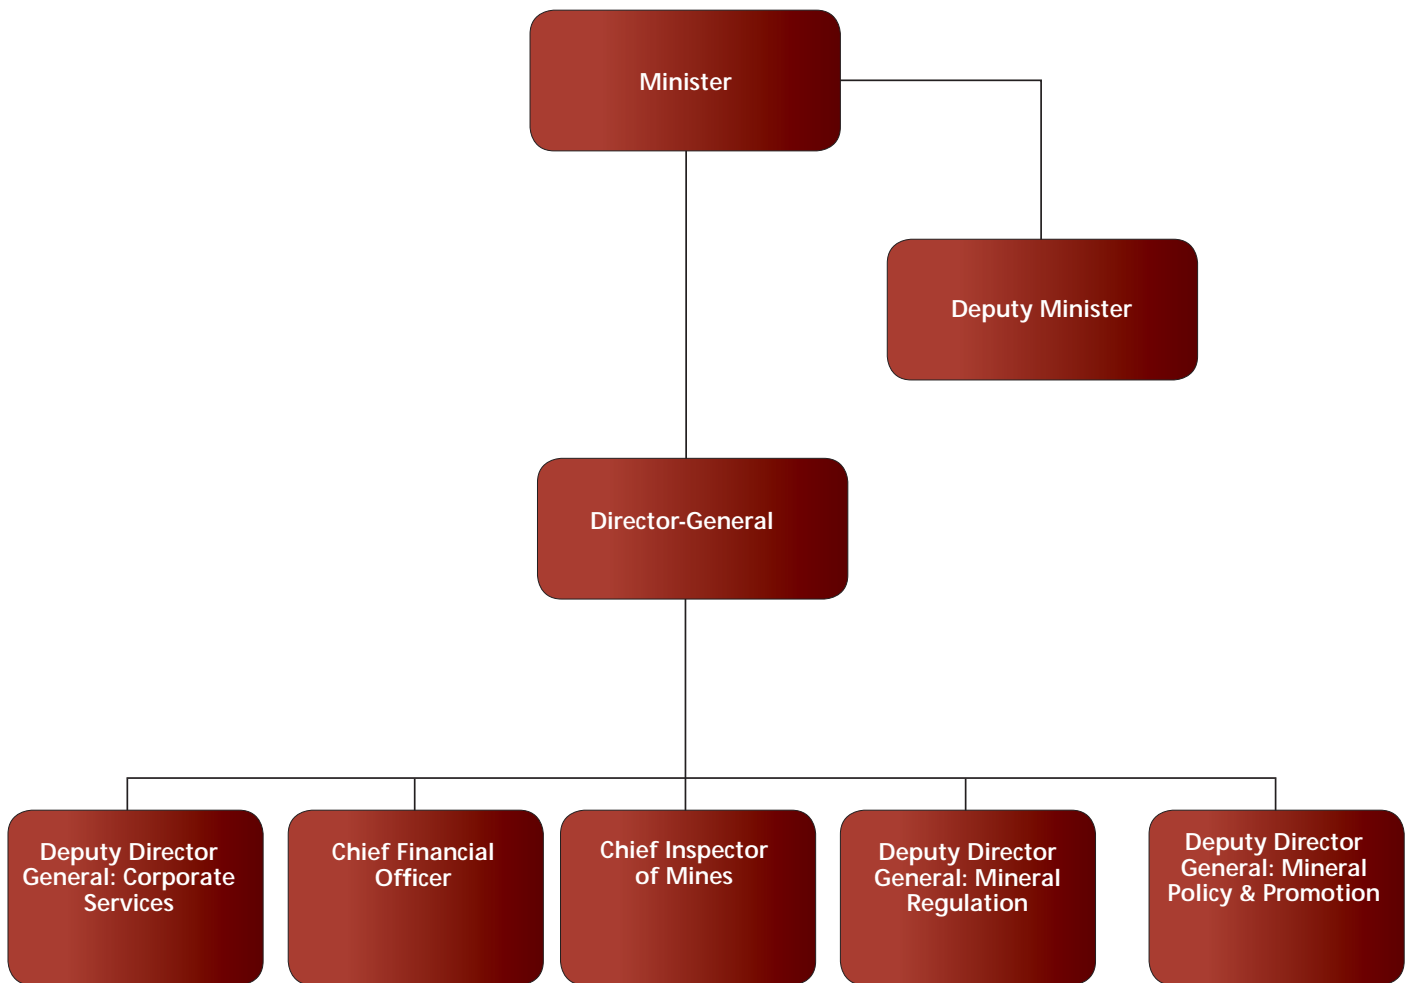 Minister
Deputy Minister
Director-General
Deputy Director
General: Corporate
Services
Chief Financial
Officer
Chief Inspector
of Mines
Deputy Director
General: Mineral
Regulation
Deputy Director
General: Mineral
Policy & Promotion